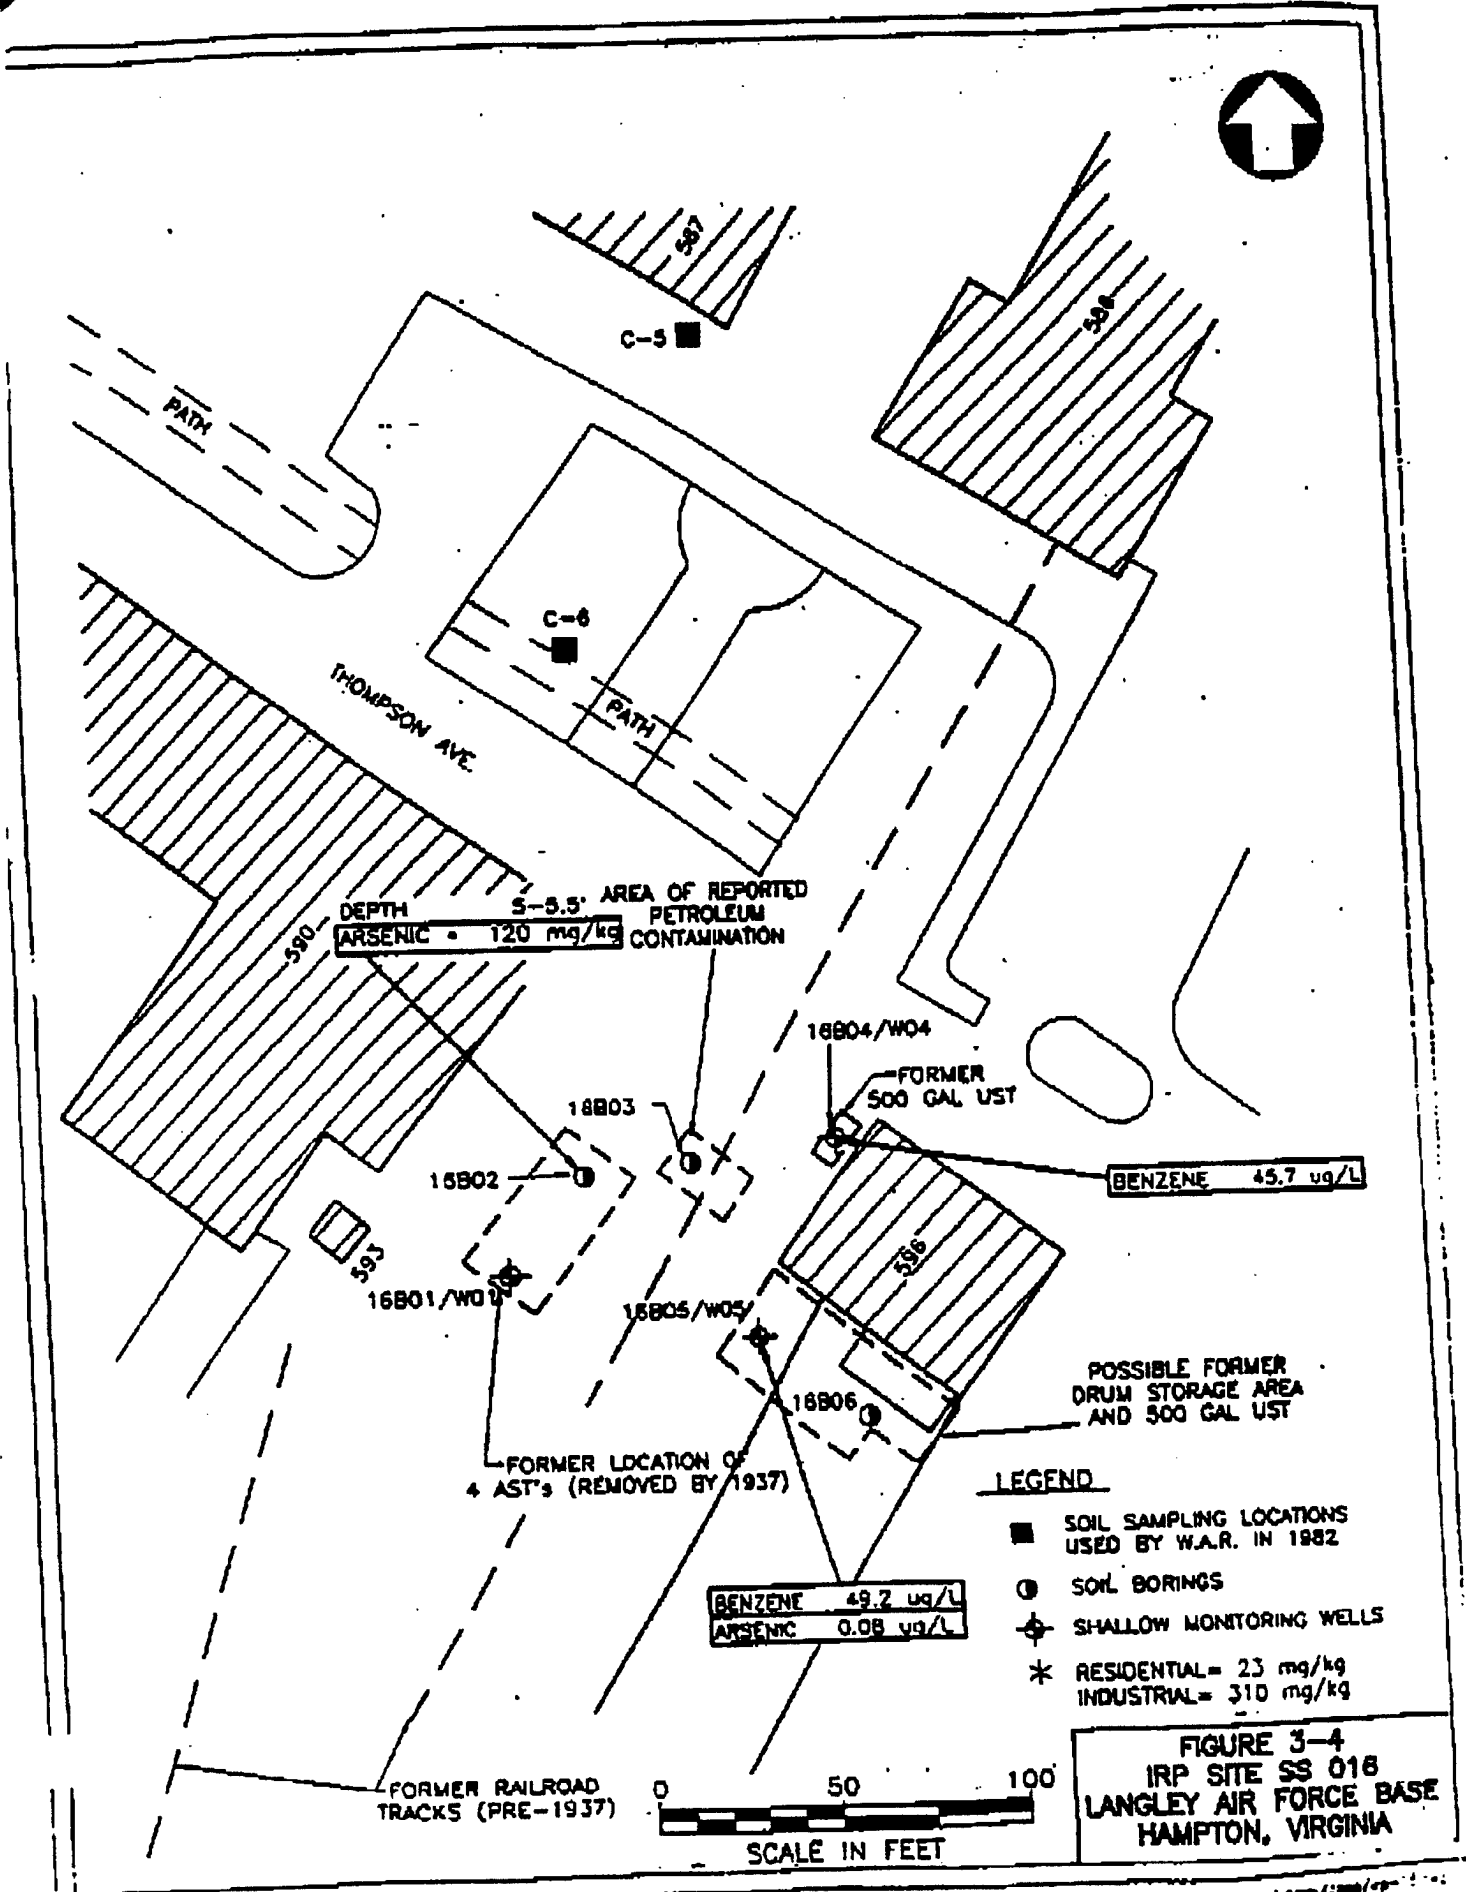 587
588
C-5
PATH
C-6
PATH
THOMPSON AVE.
590
DEPTH 5-5.5'
ARSENIC * 120 mg/kg
AREA OF REPORTED
PETROLEUM
CONTAMINATION
16B04/W04
FORMER
500 GAL UST
16B03
16B02
BENZENE 45.7 ug/L
593
596
16B01/W01
16B05/W05
16B06
POSSIBLE FORMER
DRUM STORAGE AREA
AND 500 GAL UST
FORMER LOCATION OF
4 AST's (REMOVED BY 1937)
LEGEND
SOIL SAMPLING LOCATIONS
USED BY W.A.R. IN 1982
SOIL BORINGS
SHALLOW MONITORING WELLS
* RESIDENTIAL= 23 mg/kg
INDUSTRIAL= 310 mg/kg
BENZENE 49.2 ug/L
ARSENIC 0.08 ug/L
FORMER RAILROAD
TRACKS (PRE-1937)
0 50 100
SCALE IN FEET
FIGURE 3-4
IRP SITE SS 016
LANGLEY AIR FORCE BASE
HAMPTON, VIRGINIA